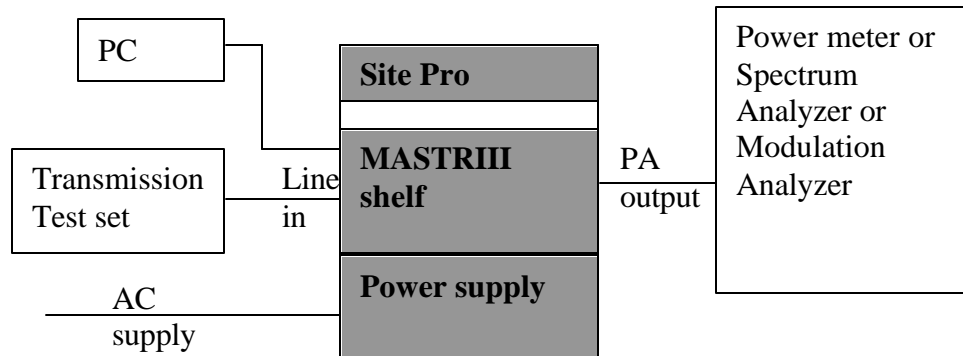 PC
Transmission
Test set
Line
in
AC
supply
Site Pro
MASTRIII
shelf
Power supply
PA
output
Power meter or
Spectrum
Analyzer or
Modulation
Analyzer